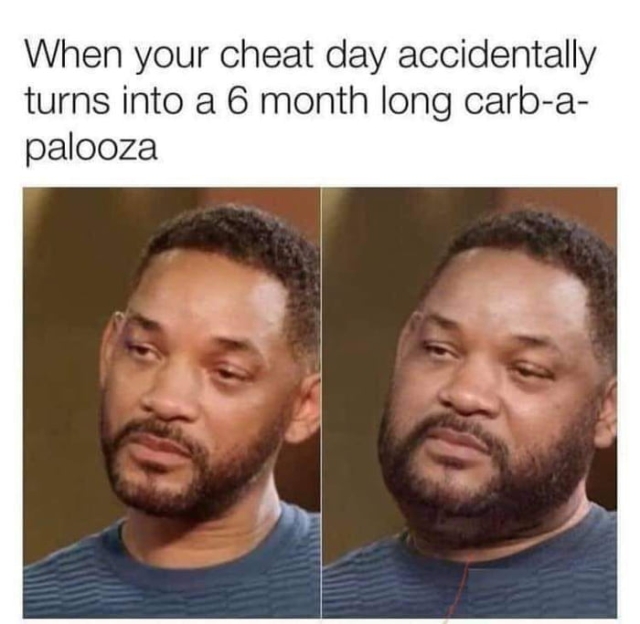 When your cheat day accidentally
turns into a 6 month long carb-a-
palooza